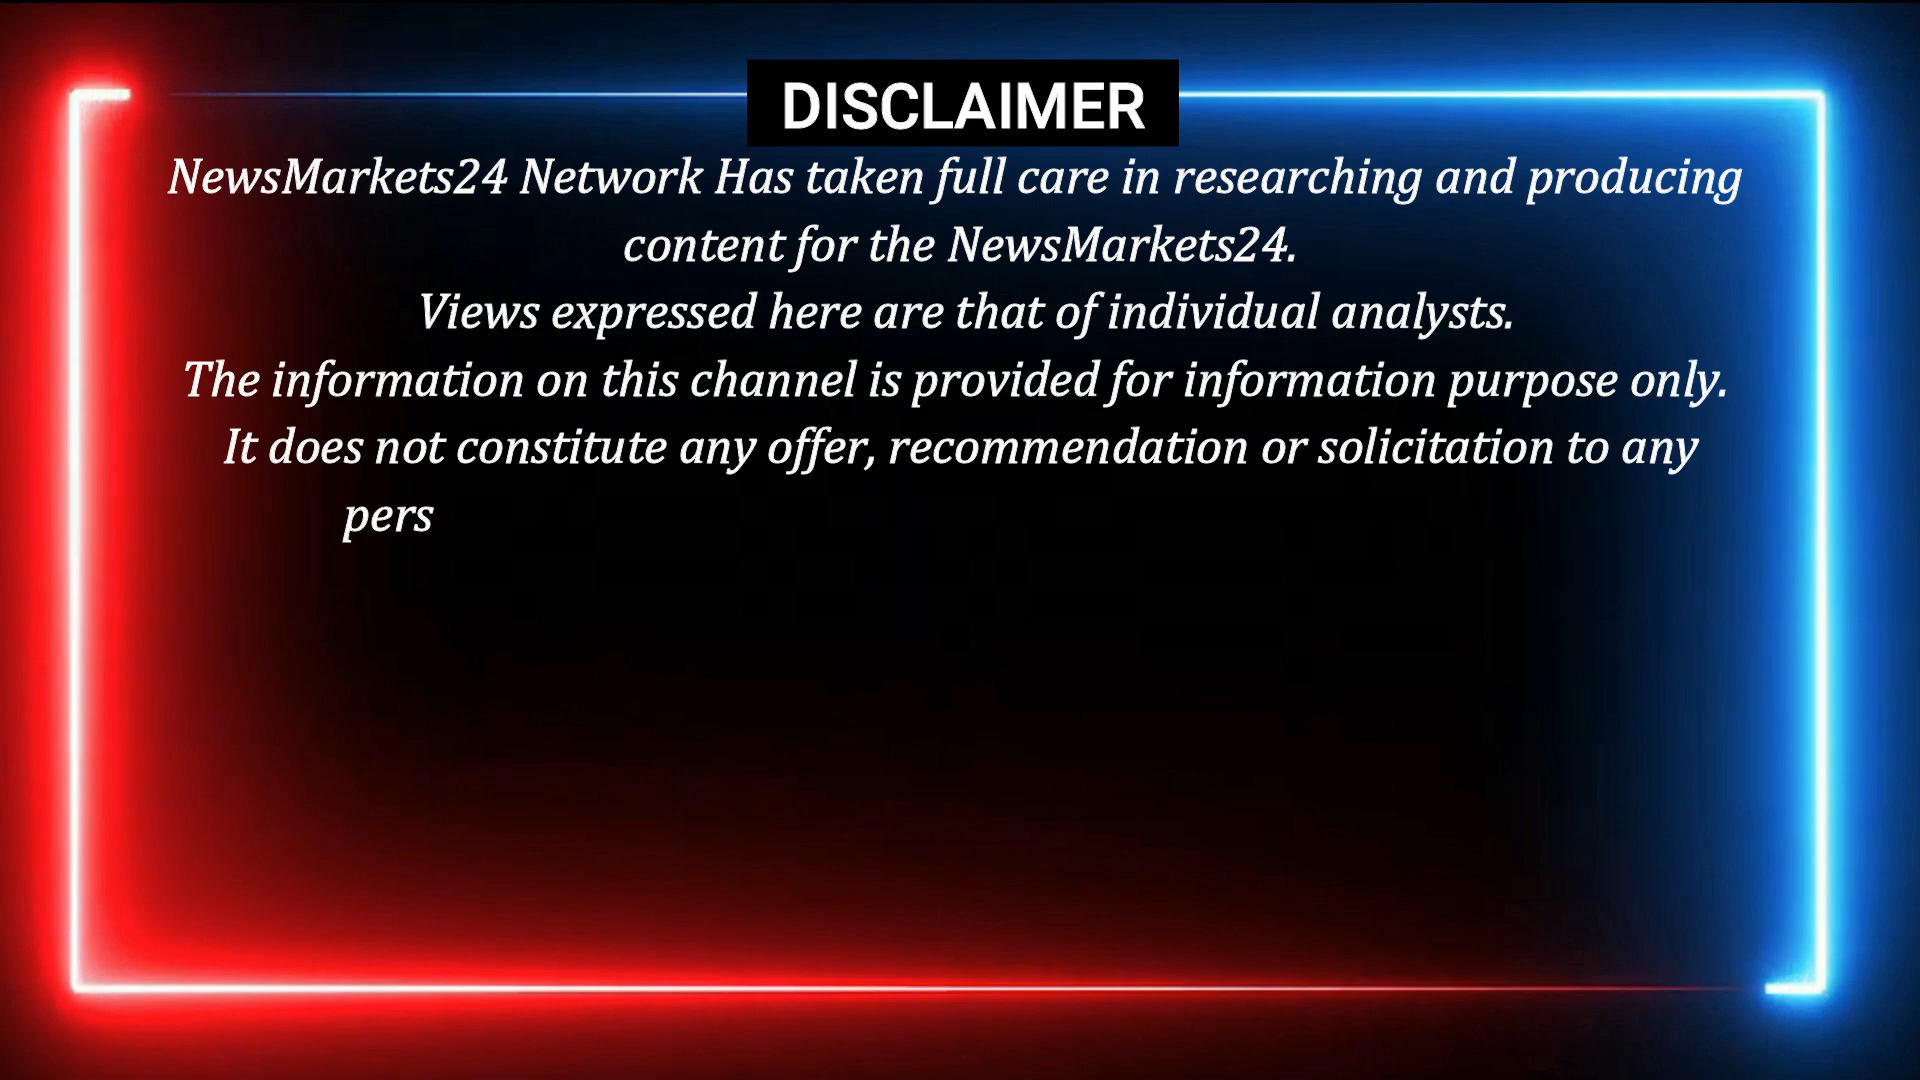 DISCLAIMER
NewsMarkets24 Network Has taken full care in researching and producing
content for the NewsMarkets24.
Views expressed here are that of individual analysts.
The information on this channel is provided for information purpose only.
It does not constitute any offer, recommendation or solicitation to any
pers